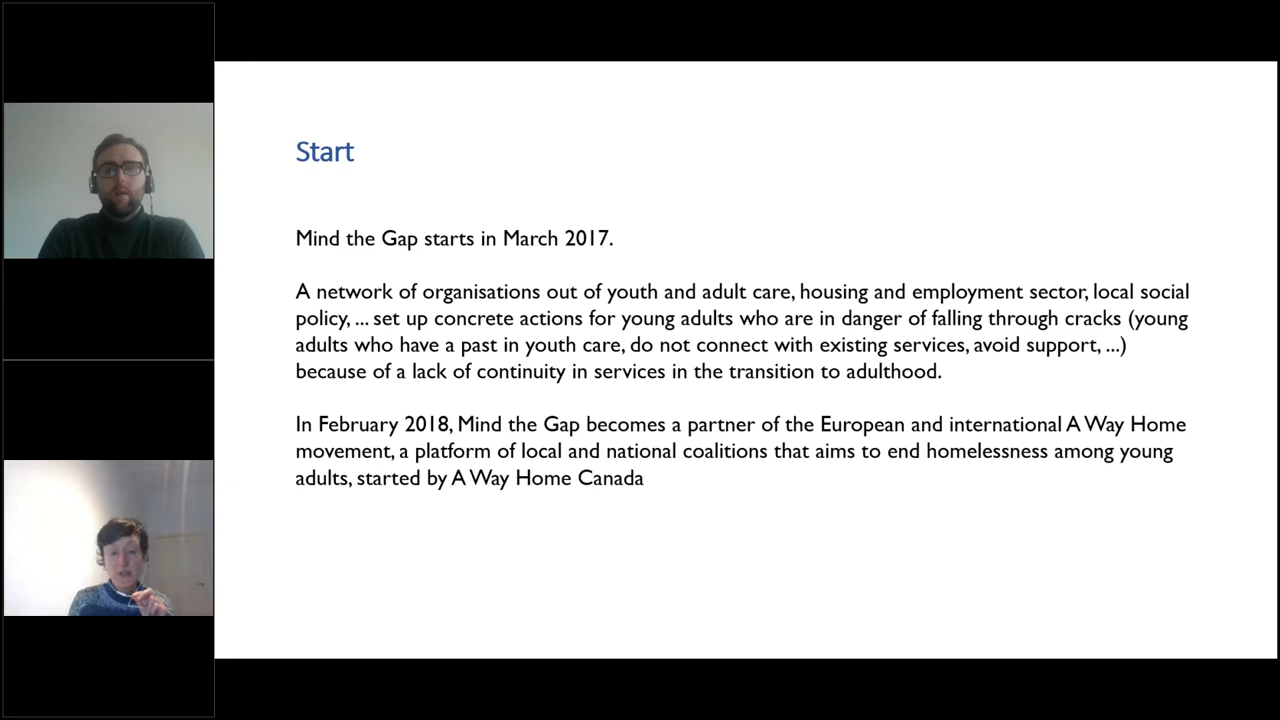 Start
Mind the Gap starts in March 2017.
A network of organisations out of youth and adult care, housing and employment sector, local social
policy, ... set up concrete actions for young adults who are in danger of falling through cracks (young
adults who have a past in youth care, do not connect with existing services, avoid support, ...)
because of a lack of continuity in services in the transition to adulthood.
In February 2018, Mind the Gap becomes a partner of the European and international A Way Home
movement, a platform of local and national coalitions that aims to end homelessness among young
adults, started by A Way Home Canada